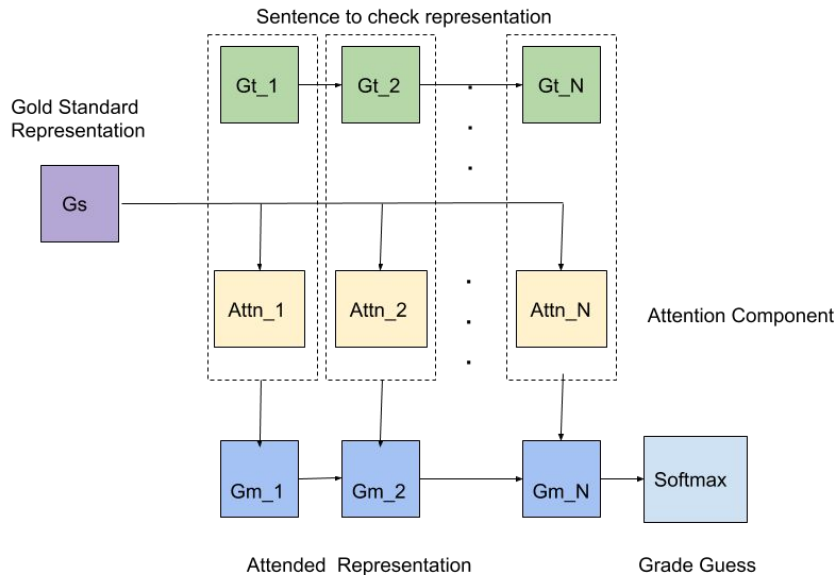 Sentence to check representation
Gt_1
Gt_2
Gt_N
Gold Standard
Representation
Gs
Attn_1
Attn_2
Attn_N
Attention Component
Gm_1
Gm_2
Gm_N
Softmax
Attended Representation
Grade Guess